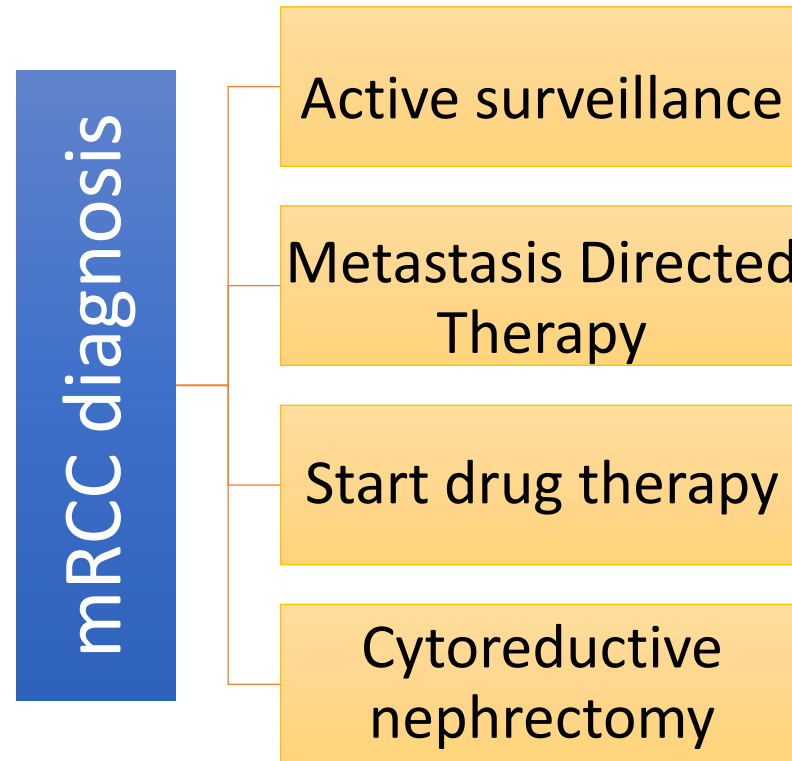 mRCC diagnosis
Active surveillance
Metastasis Directed
Therapy
Start drug therapy
Cytoreductive
nephrectomy